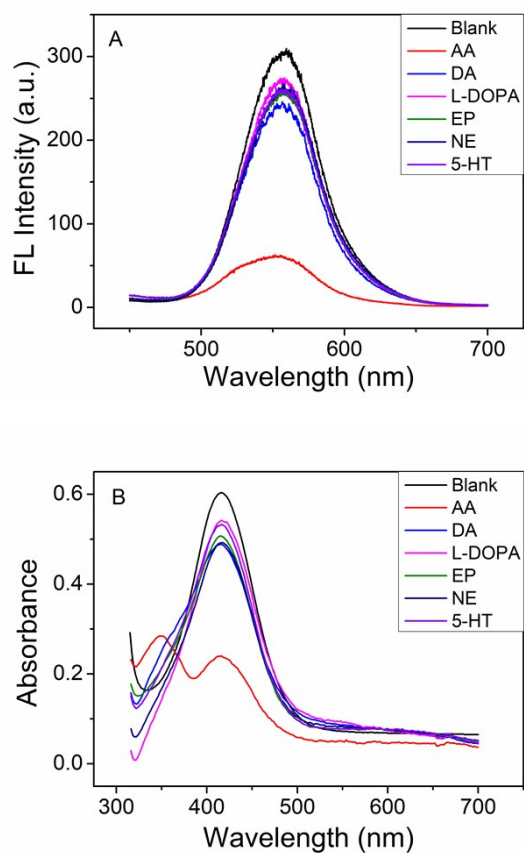 A
Blank
AA
DA
L-DOPA
EP
NE
5-HT
FL Intensity (a.u.)
300
200
100
0
500
600
700
Wavelength (nm)
B
Blank
AA
DA
L-DOPA
EP
NE
5-HT
Absorbance
0.6
0.4
0.2
0.0
300
400
500
600
700
Wavelength (nm)